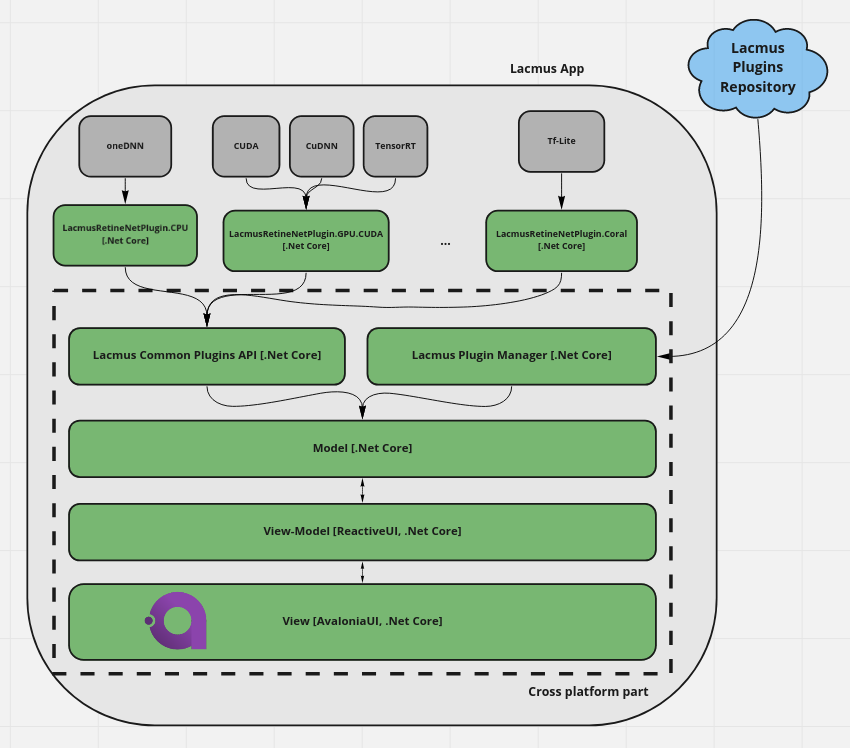 Lacmus
Plugins
Repository
Lacmus App
oneDNN
CUDA
CuDNN
TensorRT
Tf-Lite
LacmusRetineNetPlugin.CPU
[.Net Core]
LacmusRetineNetPlugin.GPU.CUDA
[.Net Core]
...
LacmusRetineNetPlugin.Coral
[.Net Core]
Lacmus Common Plugins API [.Net Core]
Lacmus Plugin Manager [.Net Core]
Model [.Net Core]
View-Model [ReactiveUI, .Net Core]
View [AvaloniaUI, .Net Core]
Cross platform part